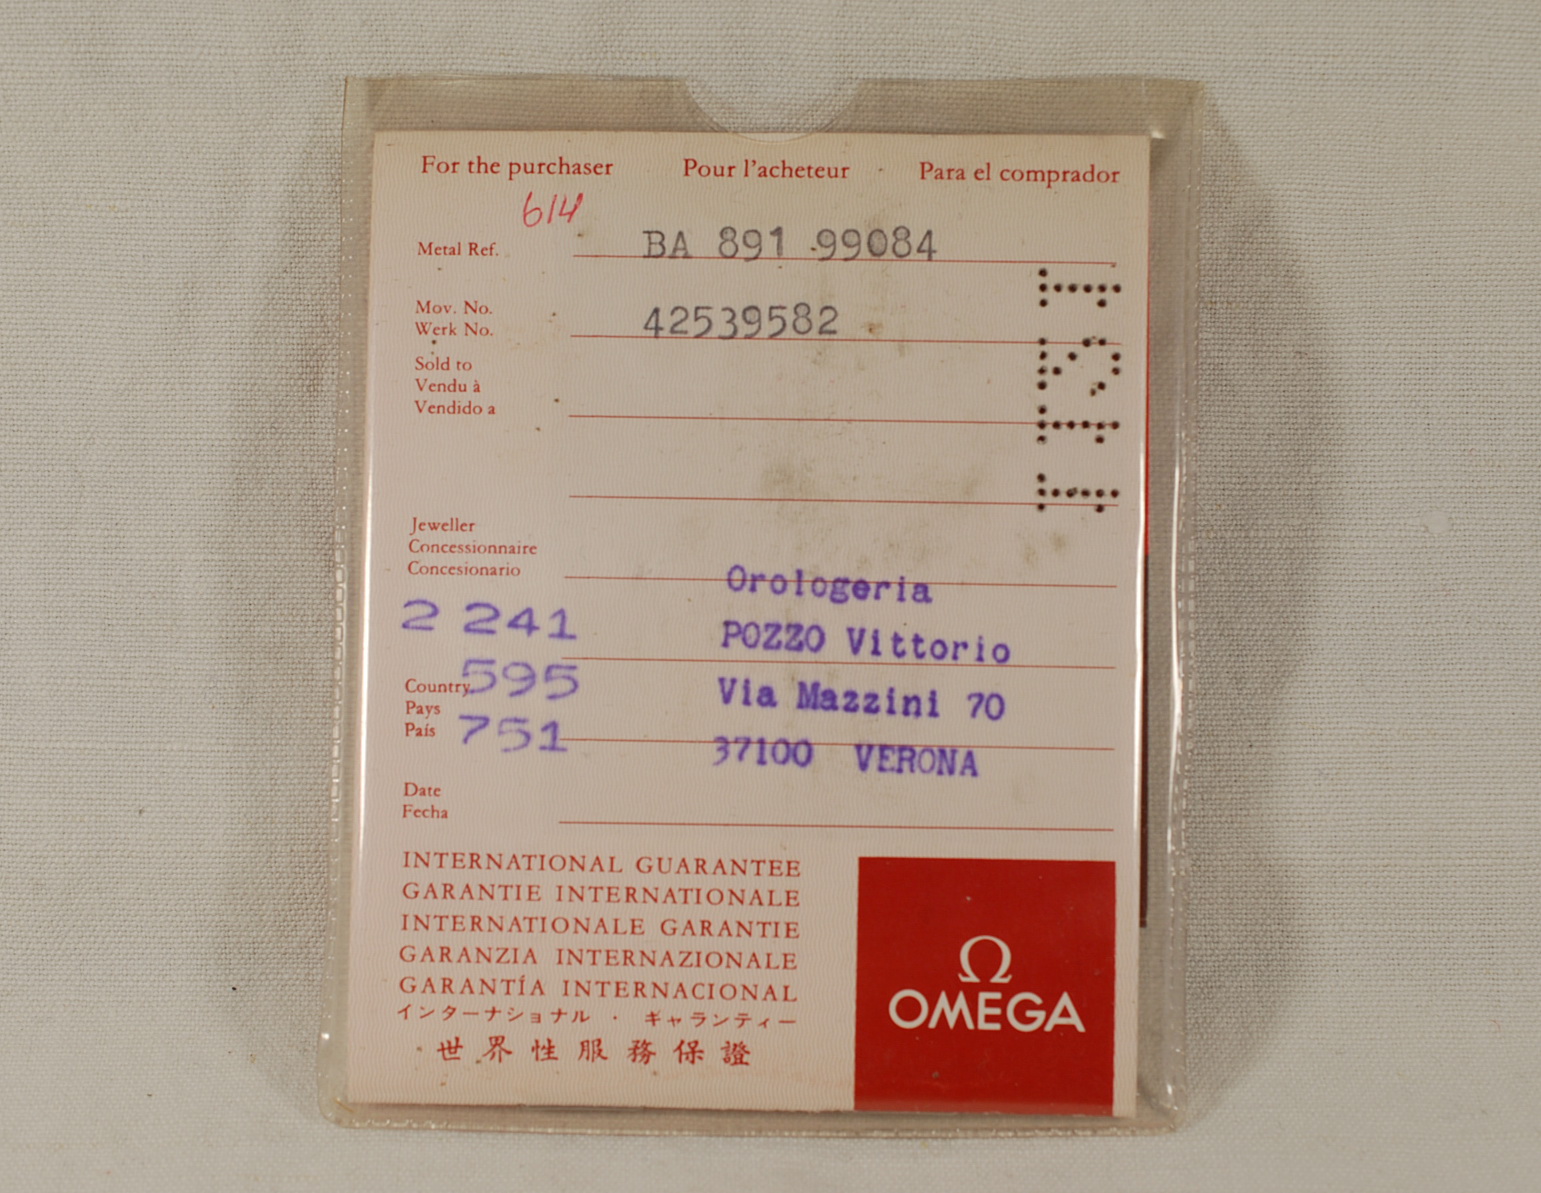 For the purchaser Pour l'acheteur Para el comprador
614
Metal Ref. BA 891 99084
Mov. No.
Werk No. 42539582
Sold to
Vendu à
Vendido a
Jeweller
Concessionnaire
Concesionario
Orologeria
2 241 POZZO Vittorio
595
Country
Pays
País
Via Mazzini 70
751 37100 VERONA
Date
Fecha
INTERNATIONAL GUARANTEE
GARANTIE INTERNATIONALE
INTERNATIONALE GARANTIE
GARANZIA INTERNAZIONALE
GARANTÍA INTERNACIONAL
インターナショナル · ギャランティー
世界性服務保證
Ω
OMEGA